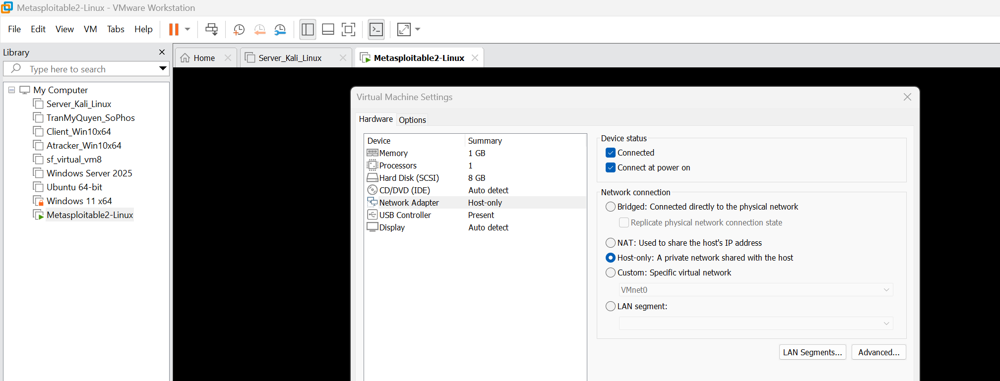 Metasploitable2-Linux - VMware Workstation
File Edit View VM Tabs Help
Library
Type here to search
My Computer
Server_Kali_Linux
TranMyQuyen_SoPhos
Client_Win10x64
Atracker_Win10x64
sf_virtual_vm8
Windows Server 2025
Ubuntu 64-bit
Windows 11 x64
Metasploitable2-Linux
Home Server_Kali_Linux Metasploitable2-Linux
Virtual Machine Settings
Hardware Options
Device Summary
Memory 1 GB
Processors 1
Hard Disk (SCSI) 8 GB
CD/DVD (IDE) Auto detect
Network Adapter Host-only
USB Controller Present
Display Auto detect
Device status
Connected
Connect at power on
Network connection
Bridged: Connected directly to the physical network
Replicate physical network connection state
NAT: Used to share the host's IP address
Host-only: A private network shared with the host
Custom: Specific virtual network
VMnet0
LAN segment:
LAN Segments... Advanced...